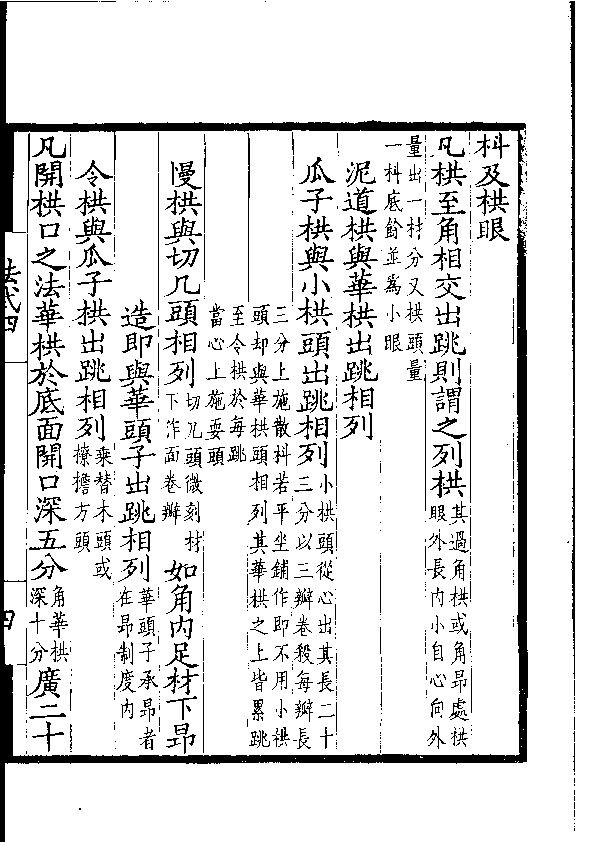 枓及栱眼
凡栱至角相交出跳則謂之列栱
其過角栱或角昂處栱
眼外長內小自心向外
量出一材分又栱頭量
一枓底餘並爲小眼
泥道栱與華栱出跳相列
瓜子栱與小栱頭出跳相列
小栱頭從心出其長二十
三分以三瓣卷殺每瓣長
三分上施散枓若平坐鋪作即不用小栱
頭却與華栱頭相列其華栱之上皆累跳
至令栱於每跳
當心上施耍頭
慢栱與切几頭相列
切几頭微刻材
下作面卷瓣
如角內足材下昂
造即與華頭子出跳相列
華頭子承昂者
在昂制度內
令栱與瓜子栱出跳相列
乘替木頭或
橑檐方頭
凡開栱口之法華栱於底面開口深五分
角華栱
深十分
廣二十
法式四
四